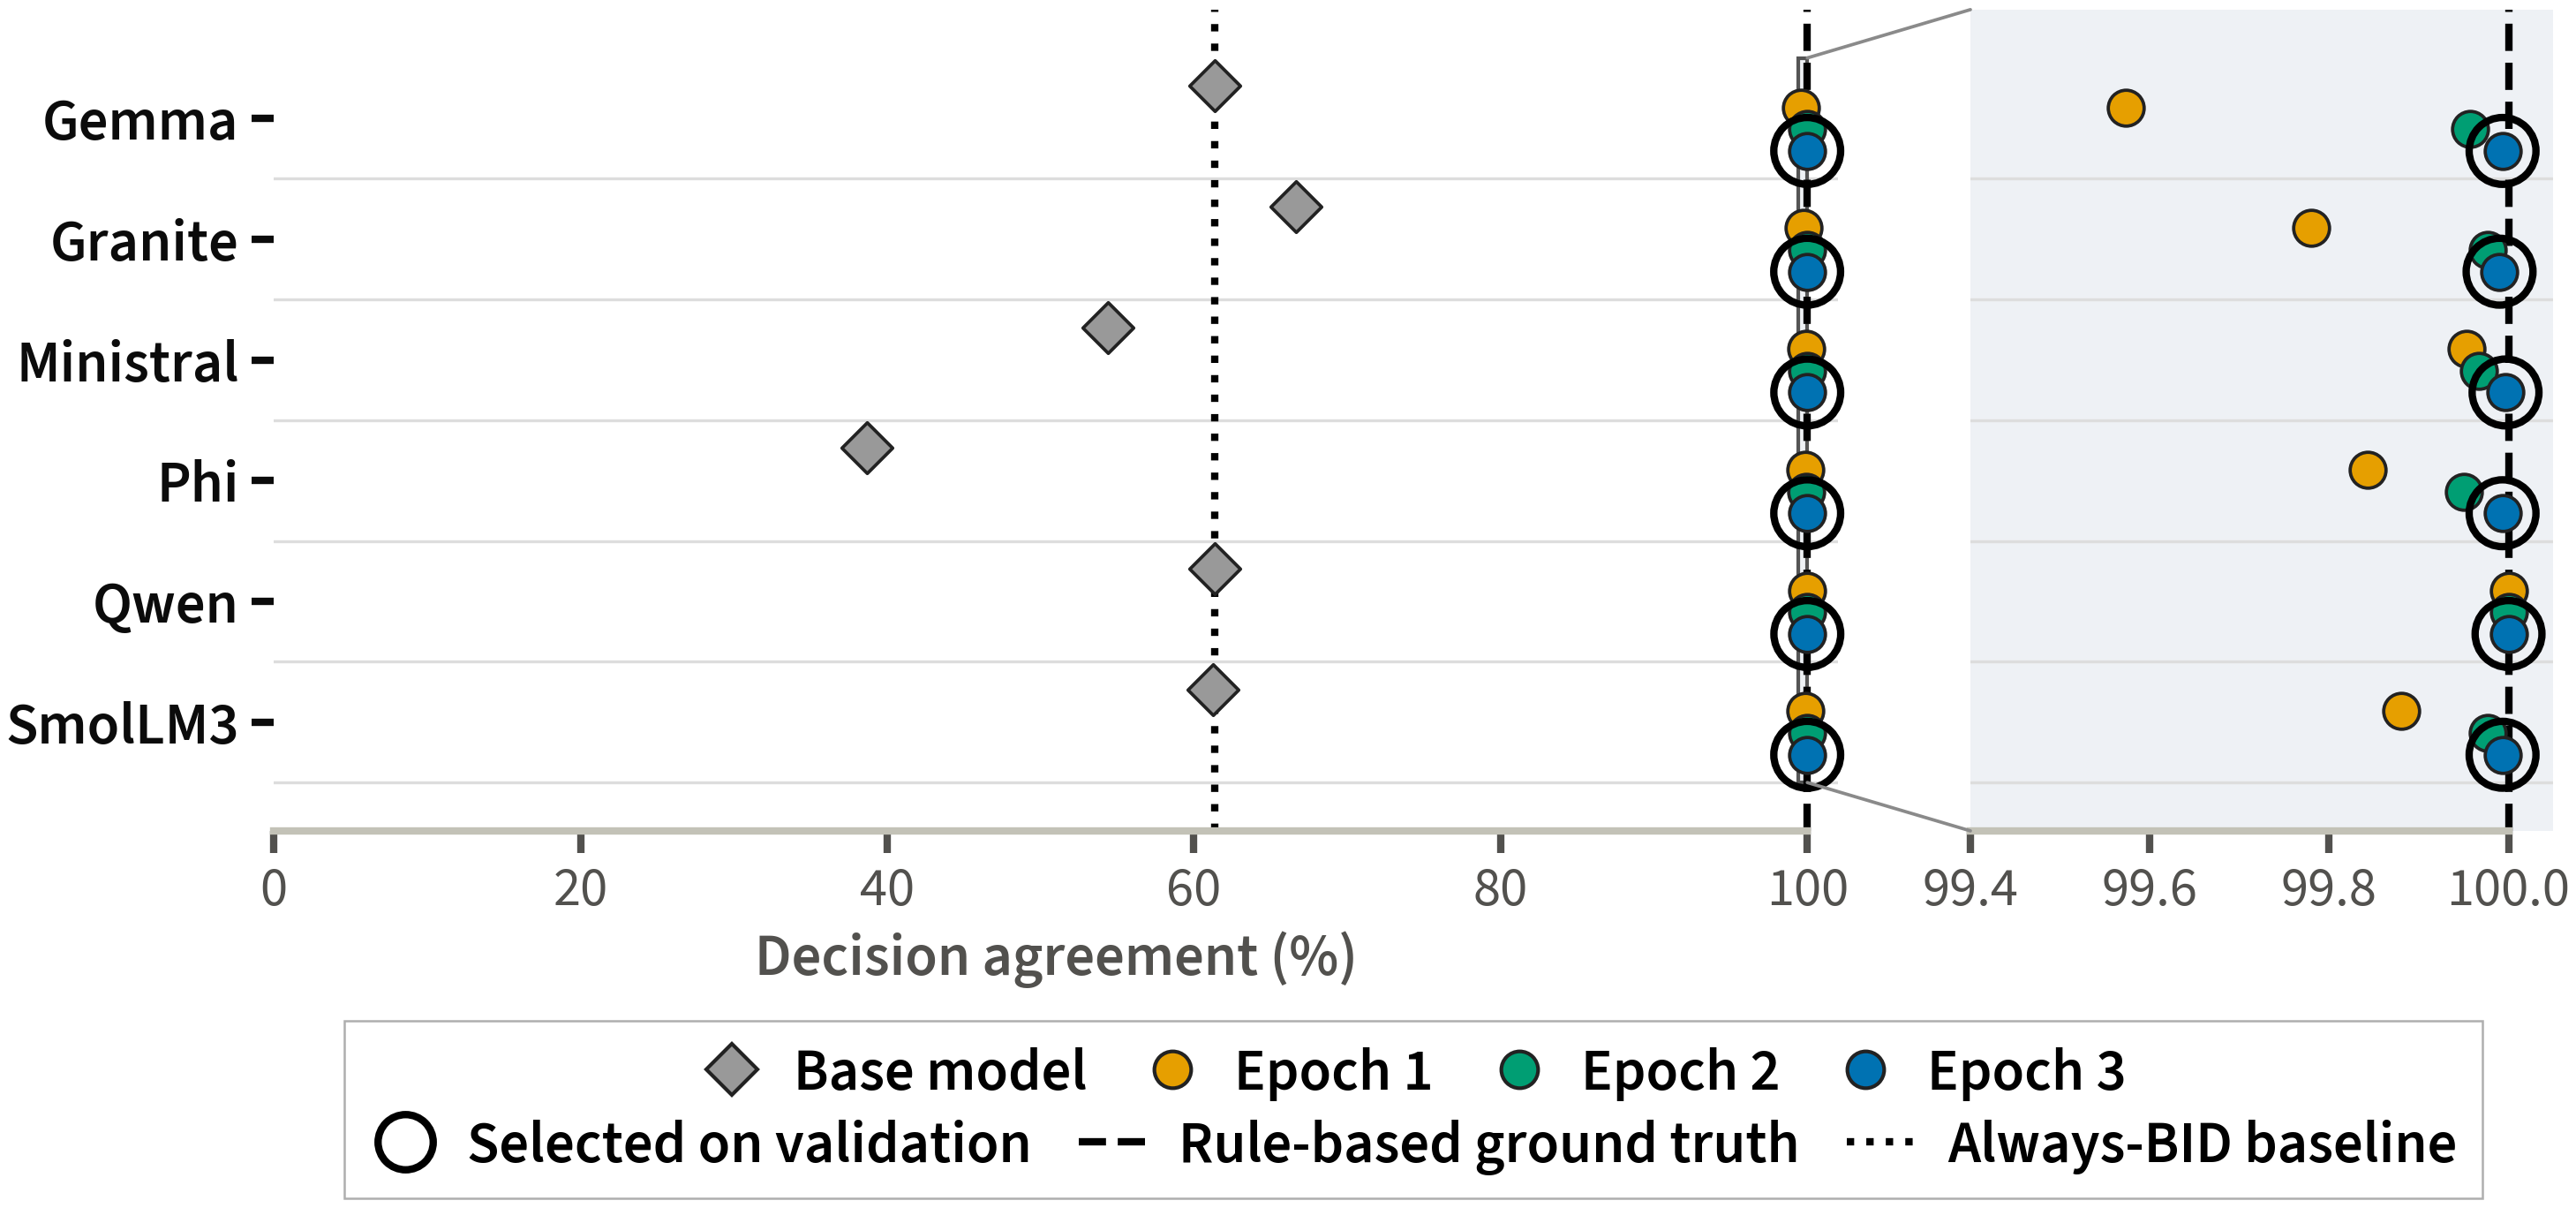 Gemma
Granite
Ministral
Phi
Qwen
SmolLM3
0 20 40 60 80 100 99.4 99.6 99.8 100.0
Decision agreement (%)
Base model Epoch 1 Epoch 2 Epoch 3
Selected on validation Rule-based ground truth Always-BID baseline